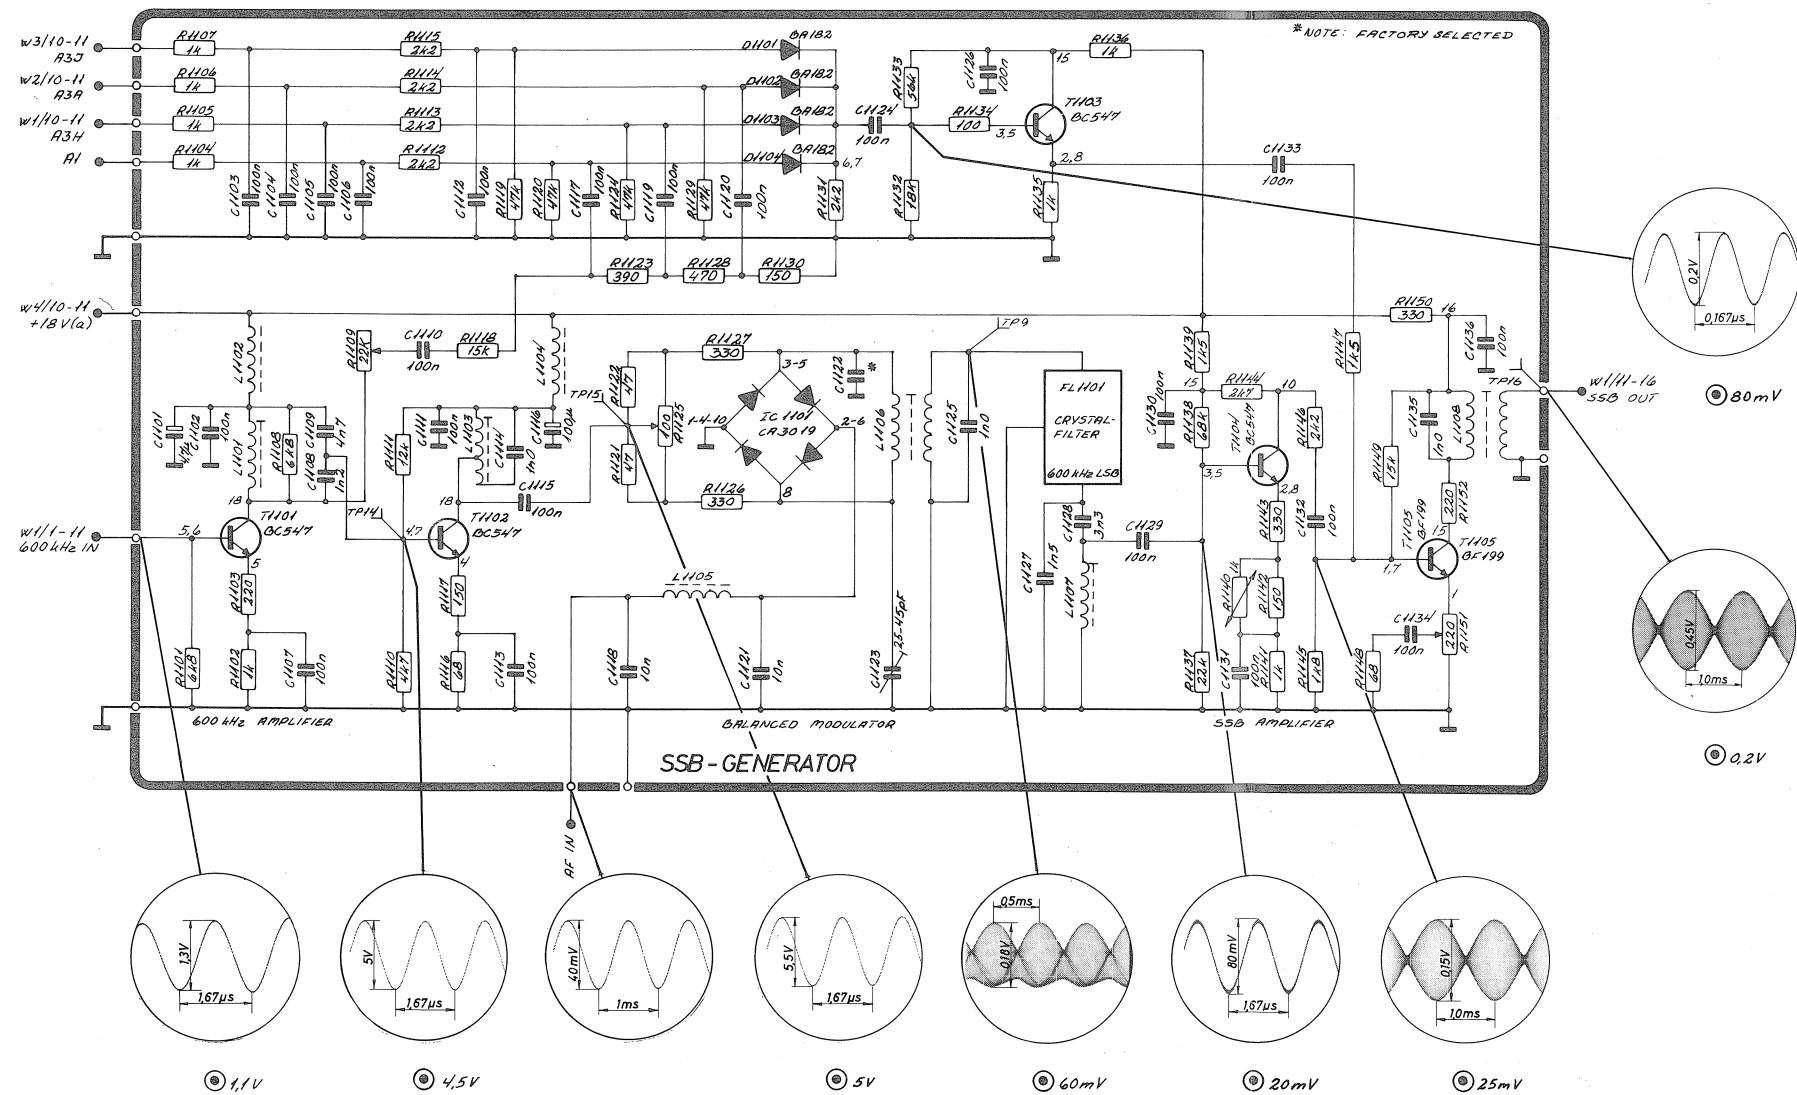 * NOTE: FACTORY SELECTED
W3/10-11
A3J
W2/10-11
A3A
W1/10-11
A3H
A1
R1107
1k
R1106
1k
R1105
1k
R1104
1k
R1115
2k2
R1114
2k2
R1113
2k2
R1112
2k2
D1101
BA182
D1102
BA182
D1103
BA182
D1104
BA182
6,7
C1103
100n
C1104
100n
C1105
100n
C1106
100n
C1112
100n
R1119
47k
R1120
47k
C1117
100n
R1124
47k
C1119
100n
R1129
47k
C1120
100n
R1131
2k2
C1124
100n
R1133
56k
R1132
18k
R1134
100
3,5
C1126
100n
15
T1103
BC547
2,8
R1135
1k
R1136
1k
C1133
100n
R1123
390
R1128
470
R1130
150
W4/10-11
+18V(a)
L1102
R1109
22k
C1110
100n
R1118
15k
L1104
R1127
330
3-5
C1122
*
TP9
FL1101
CRYSTAL-
FILTER
600 kHz LSB
R1139
1k5
R1147
1k5
R1150
330
16
C1136
100n
TP16
W1/11-16
SSB OUT
C1101
4,7µ
C1102
100n
L1101
R1108
6k8
C1109
4n7
C1108
1n2
18
TP14
R1111
12k
C1111
100n
L1103
C1114
1n0
C1116
100µ
18
C1115
100n
TP15
R1122
47
R1121
47
100
R1125
1-4-10
IC 1101
CA3019
2-6
8
R1126
330
L1106
C1125
1n0
15
C1130
100n
R1138
68k
R1144
2k7
10
T1104
BC547
3,5
2,8
R1146
2k2
R1143
330
C1132
100n
R1149
15k
C1135
1n0
L1108
220
R1152
15
T1105
BF199
T1105
BF199
1,7
1
W1/1-11
600 kHz IN
5,6
T1101
BC547
5
R1103
220
R1101
6k8
R1102
1k
C1107
100n
4,7
T1102
BC547
4
R1117
150
R1110
4k7
R1116
68
C1113
100n
L1105
C1118
10n
C1121
10n
C1123
2,5-45pF
C1128
3n3
C1127
1n5
L1107
C1129
100n
R1140
1k
R1142
150
R1137
22k
C1131
100n
R1141
1k
R1145
1k8
R1148
68
C1134
100n
220
R1151
600 kHz AMPLIFIER
BALANCED MODULATOR
SSB AMPLIFIER
SSB-GENERATOR
AF IN
0,2V
0,167µs
80mV
0,45V
1,0ms
0,2V
1,3V
1,67µs
1,1V
5V
1,67µs
4,5V
40mV
1ms
5,5V
1,67µs
5V
0,5ms
0,18V
60mV
80mV
1,67µs
20mV
0,15V
1,0ms
25mV